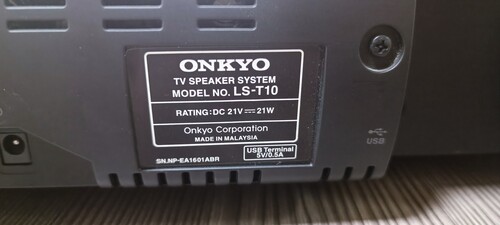 ONKYO
TV SPEAKER SYSTEM
MODEL NO. LS-T10
RATING: DC 21V ⎓ 21W
Onkyo Corporation
MADE IN MALAYSIA
USB Terminal
5V/0.5A
SN.NP-EA1601ABR
USB